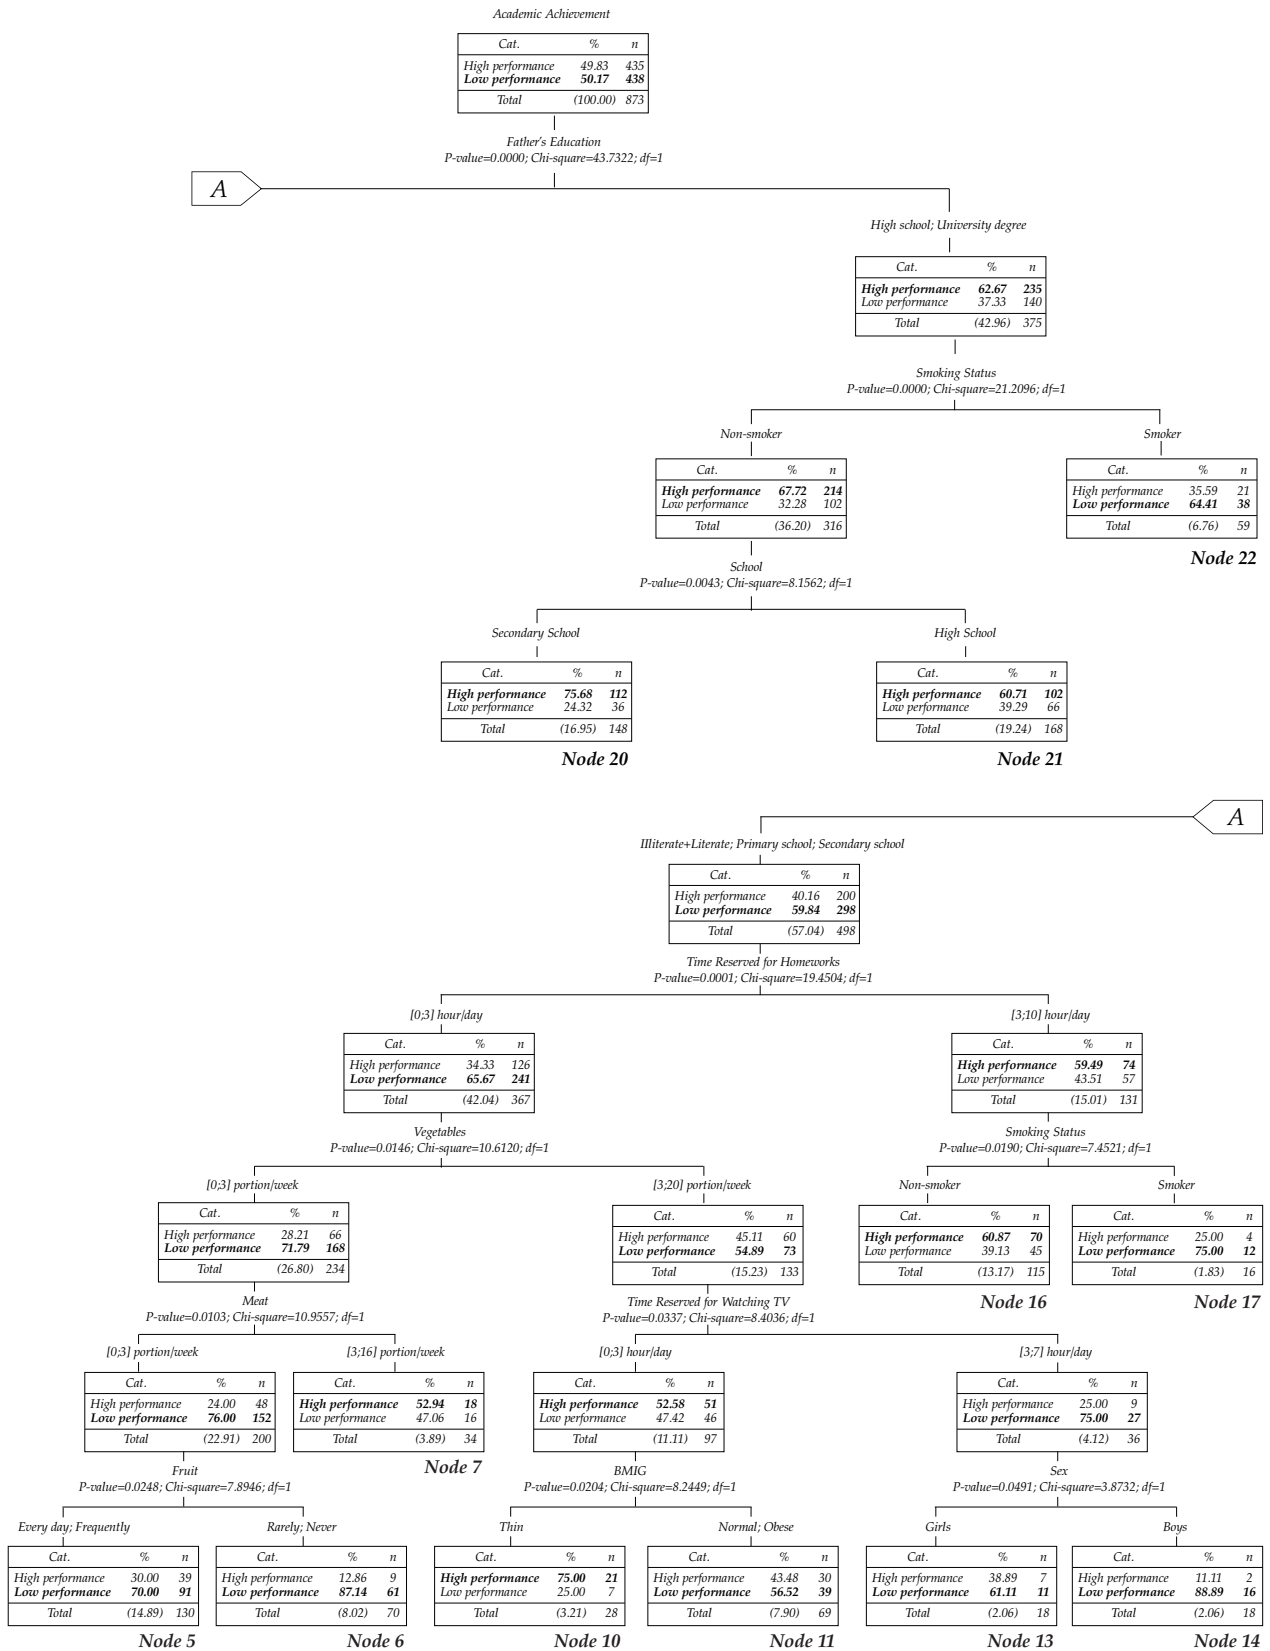 Academic Achievement
Cat. % n
High performance 49.83 435
Low performance 50.17 438
Total (100.00) 873
Father's Education
P-value=0.0000; Chi-square=43.7322; df=1
A
High school; University degree
Cat. % n
High performance 62.67 235
Low performance 37.33 140
Total (42.96) 375
Smoking Status
P-value=0.0000; Chi-square=21.2096; df=1
Non-smoker
Cat. % n
High performance 67.72 214
Low performance 32.28 102
Total (36.20) 316
Smoker
Cat. % n
High performance 35.59 21
Low performance 64.41 38
Total (6.76) 59
Node 22
School
P-value=0.0043; Chi-square=8.1562; df=1
Secondary School
Cat. % n
High performance 75.68 112
Low performance 24.32 36
Total (16.95) 148
Node 20
High School
Cat. % n
High performance 60.71 102
Low performance 39.29 66
Total (19.24) 168
Node 21
A
Illiterate+Literate; Primary school; Secondary school
Cat. % n
High performance 40.16 200
Low performance 59.84 298
Total (57.04) 498
Time Reserved for Homeworks
P-value=0.0001; Chi-square=19.4504; df=1
[0;3] hour/day
Cat. % n
High performance 34.33 126
Low performance 65.67 241
Total (42.04) 367
[3;10] hour/day
Cat. % n
High performance 59.49 74
Low performance 43.51 57
Total (15.01) 131
Vegetables
P-value=0.0146; Chi-square=10.6120; df=1
Smoking Status
P-value=0.0190; Chi-square=7.4521; df=1
[0;3] portion/week
Cat. % n
High performance 28.21 66
Low performance 71.79 168
Total (26.80) 234
[3;20] portion/week
Cat. % n
High performance 45.11 60
Low performance 54.89 73
Total (15.23) 133
Non-smoker
Cat. % n
High performance 60.87 70
Low performance 39.13 45
Total (13.17) 115
Node 16
Smoker
Cat. % n
High performance 25.00 4
Low performance 75.00 12
Total (1.83) 16
Node 17
Meat
P-value=0.0103; Chi-square=10.9557; df=1
Time Reserved for Watching TV
P-value=0.0337; Chi-square=8.4036; df=1
[0;3] portion/week
Cat. % n
High performance 24.00 48
Low performance 76.00 152
Total (22.91) 200
[3;16] portion/week
Cat. % n
High performance 52.94 18
Low performance 47.06 16
Total (3.89) 34
Node 7
[0;3] hour/day
Cat. % n
High performance 52.58 51
Low performance 47.42 46
Total (11.11) 97
[3;7] hour/day
Cat. % n
High performance 25.00 9
Low performance 75.00 27
Total (4.12) 36
Fruit
P-value=0.0248; Chi-square=7.8946; df=1
BMIG
P-value=0.0204; Chi-square=8.2449; df=1
Sex
P-value=0.0491; Chi-square=3.8732; df=1
Every day; Frequently
Cat. % n
High performance 30.00 39
Low performance 70.00 91
Total (14.89) 130
Node 5
Rarely; Never
Cat. % n
High performance 12.86 9
Low performance 87.14 61
Total (8.02) 70
Node 6
Thin
Cat. % n
High performance 75.00 21
Low performance 25.00 7
Total (3.21) 28
Node 10
Normal; Obese
Cat. % n
High performance 43.48 30
Low performance 56.52 39
Total (7.90) 69
Node 11
Girls
Cat. % n
High performance 38.89 7
Low performance 61.11 11
Total (2.06) 18
Node 13
Boys
Cat. % n
High performance 11.11 2
Low performance 88.89 16
Total (2.06) 18
Node 14